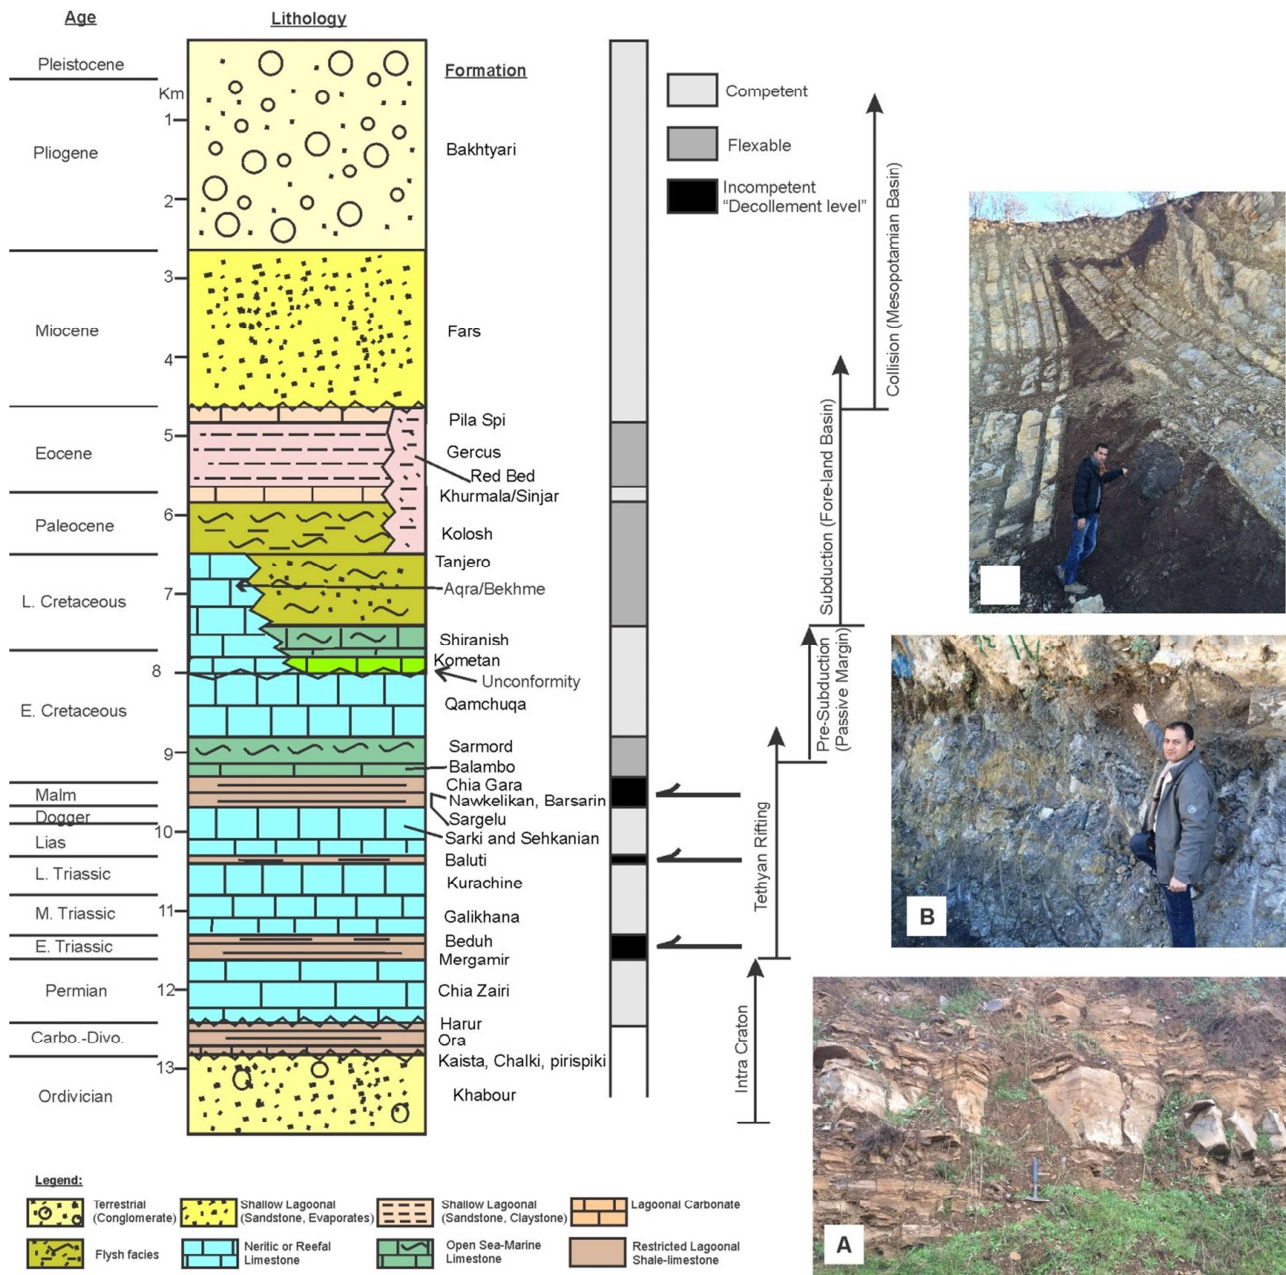 Age
Lithology
Formation
Pleistocene
Km
1
Pliogene
Bakhtyari
2
3
Miocene
Fars
4
Pila Spi
5
Eocene
Gercus
Red Bed
Khurmala/Sinjar
6
Paleocene
Kolosh
Tanjero
7
Aqra/Bekhme
L. Cretaceous
Shiranish
Kometan
8
Unconformity
E. Cretaceous
Qamchuqa
Sarmord
9
Balambo
Chia Gara
Malm
Nawkelikan, Barsarin
Dogger
Sargelu
10
Sarki and Sehkanian
Lias
Baluti
L. Triassic
Kurachine
11
M. Triassic
Galikhana
E. Triassic
Beduh
Mergamir
Permian
12
Chia Zairi
Harur
Carbo.-Divo.
Ora
Kaista, Chalki, pirispiki
13
Ordivician
Khabour
Competent
Flexable
Incompetent
“Decollement level”
Collision (Mesopotamian Basin)
Subduction (Fore-land Basin)
Pre-Subduction
(Passive Margin)
Tethyan Rifting
Intra Craton
B
A
Legend:
Terrestrial
(Conglomerate)
Shallow Lagoonal
(Sandstone, Evaporates)
Shallow Lagoonal
(Sandstone, Claystone)
Lagoonal Carbonate
Flysh facies
Neritic or Reefal
Limestone
Open Sea-Marine
Limestone
Restricted Lagoonal
Shale-limestone